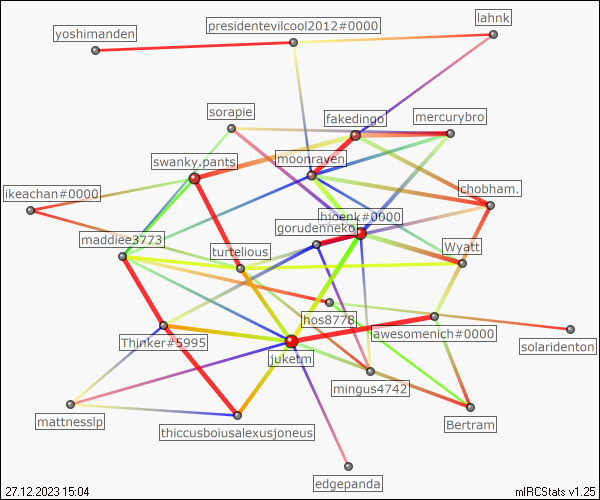 lahnk
presidentevilcool2012#0000
yoshimanden
sorapie
fakedingo
mercurybro
swanky.pants
moonraven
ikeachan#0000
chobham.
hjoenk#0000
gorudenneko
maddiee3773
turtelious
Wyatt
hos8778
awesomenich#0000
Thinker#5995
solaridenton
juketm
mingus4742
mattnesslp
Bertram
thiccusboiusalexusjoneus
edgepanda
27.12.2023 15:04
mIRCStats v1.25